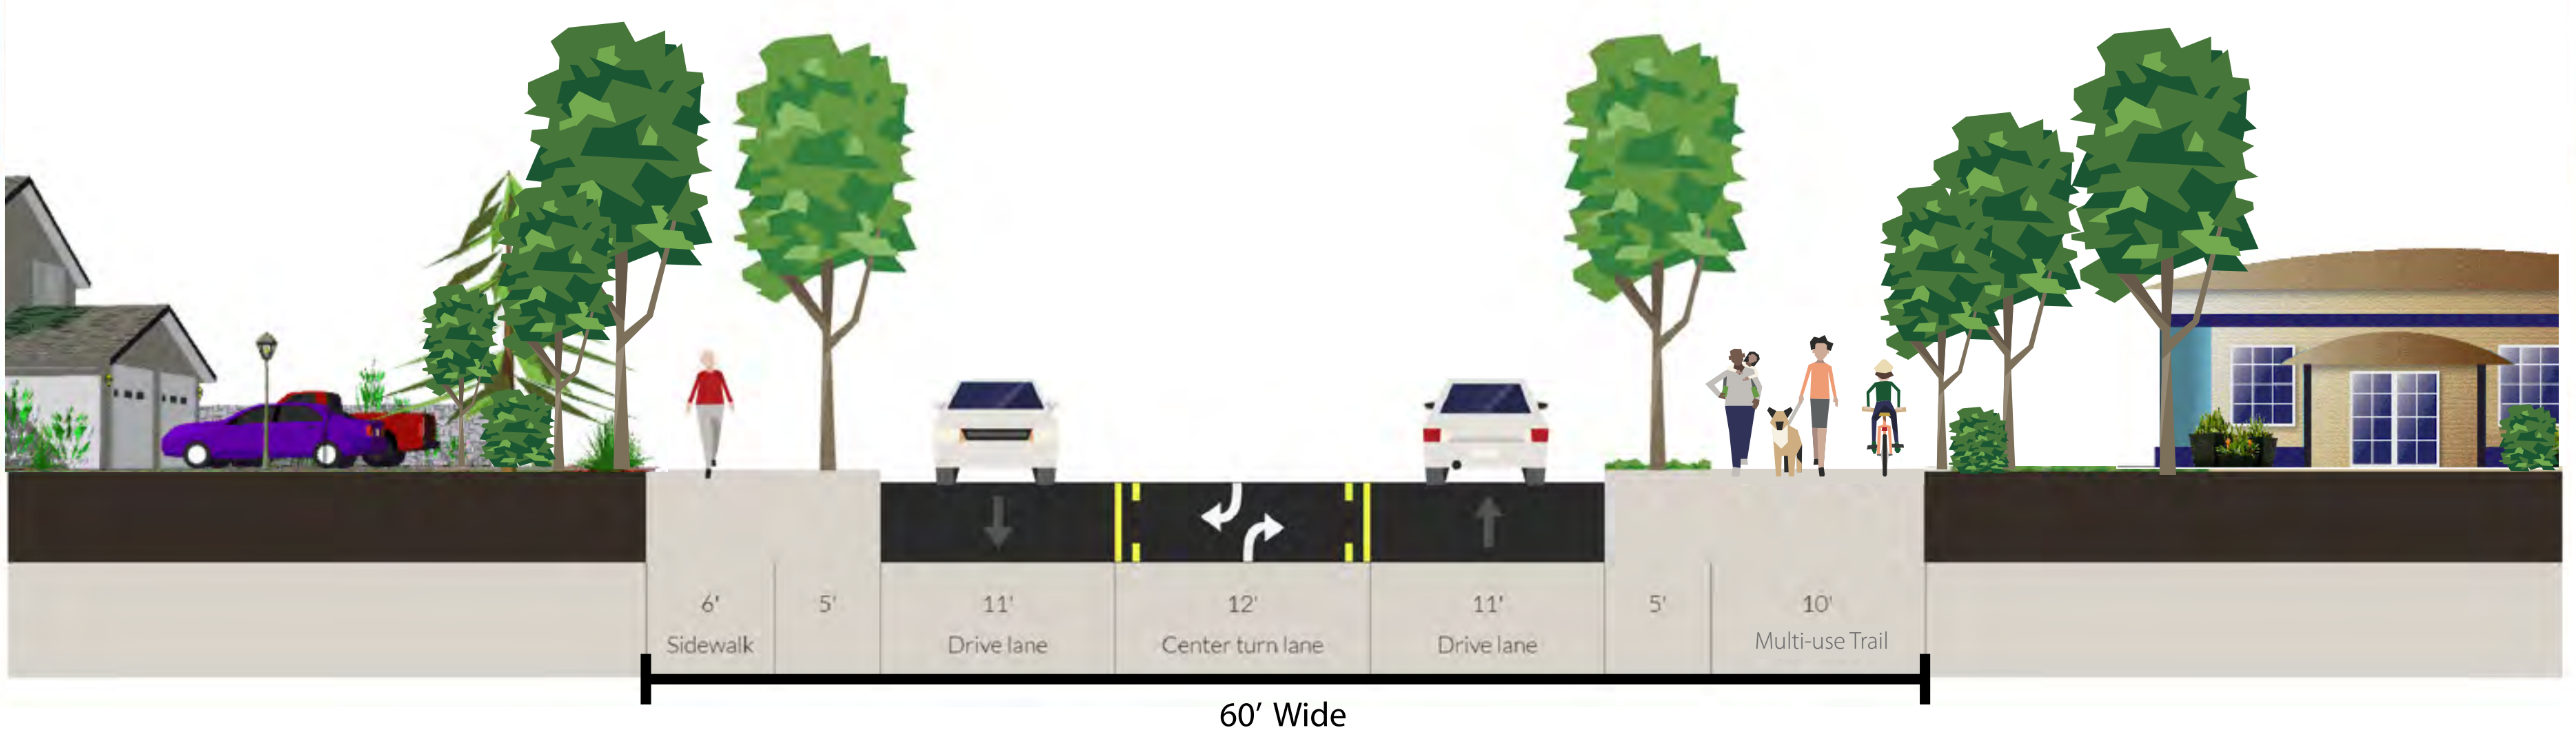 6'
Sidewalk
5'
11'
Drive lane
12'
Center turn lane
11'
Drive lane
5'
10'
Multi-use Trail
60' Wide